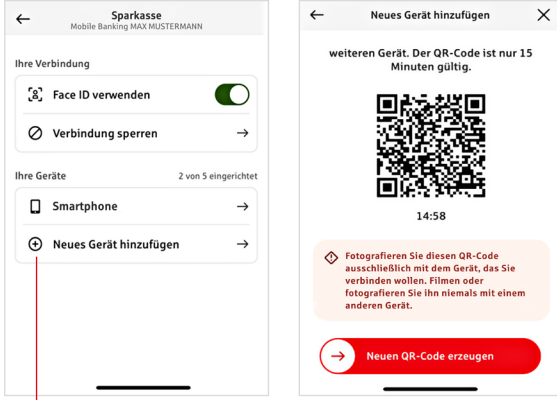 Sparkasse
Mobile Banking MAX MUSTERMANN
Ihre Verbindung
Face ID verwenden
Verbindung sperren
Ihre Geräte 2 von 5 eingerichtet
Smartphone
Neues Gerät hinzufügen
Neues Gerät hinzufügen
weiteren Gerät. Der QR-Code ist nur 15
Minuten gültig.
14:58
Fotografieren Sie diesen QR-Code
ausschließlich mit dem Gerät, das Sie
verbinden wollen. Filmen oder
fotografieren Sie ihn niemals mit einem
anderen Gerät.
Neuen QR-Code erzeugen